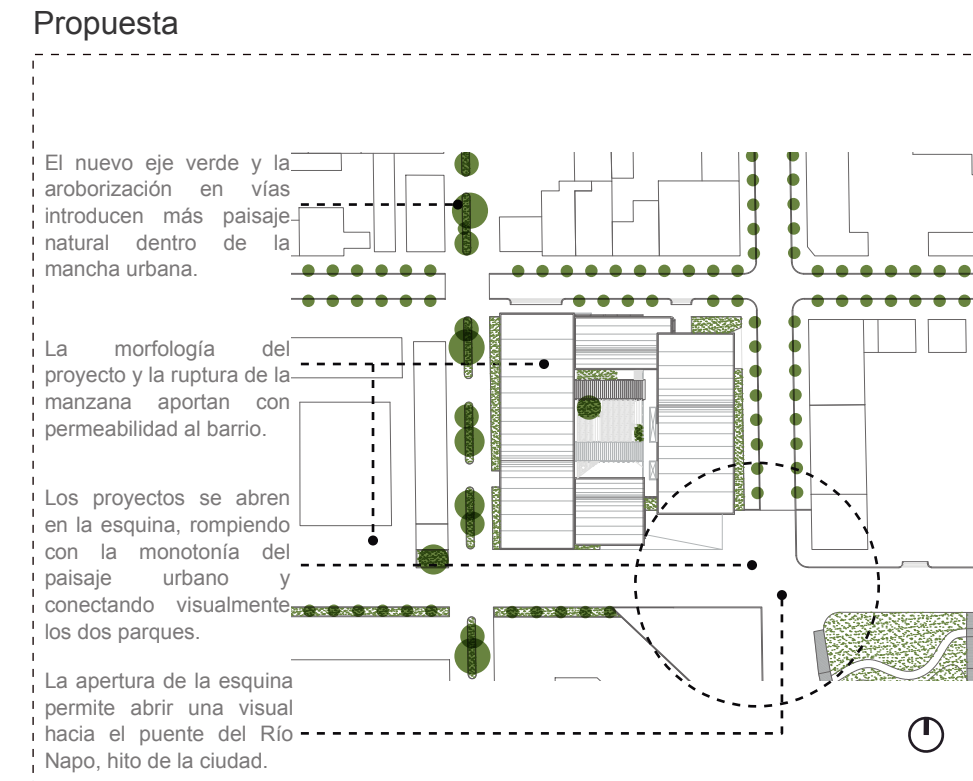 Propuesta
El nuevo eje verde y la
aroborización en vías
introducen más paisaje
natural dentro de la
mancha urbana.
La morfología del
proyecto y la ruptura de la
manzana aportan con
permeabilidad al barrio.
Los proyectos se abren
en la esquina, rompiendo
con la monotonía del
paisaje urbano y
conectando visualmente
los dos parques.
La apertura de la esquina
permite abrir una visual
hacia el puente del Río
Napo, hito de la ciudad.